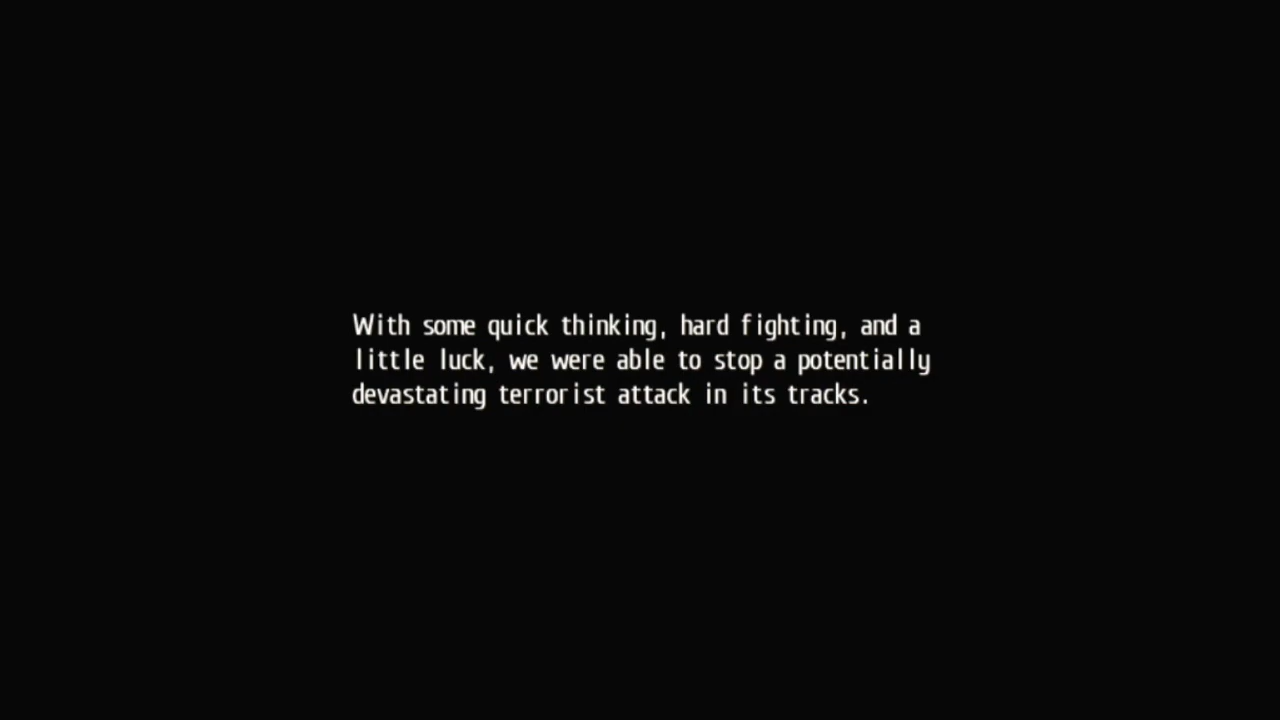 With some quick thinking, hard fighting, and a
little luck, we were able to stop a potentially
devastating terrorist attack in its tracks.